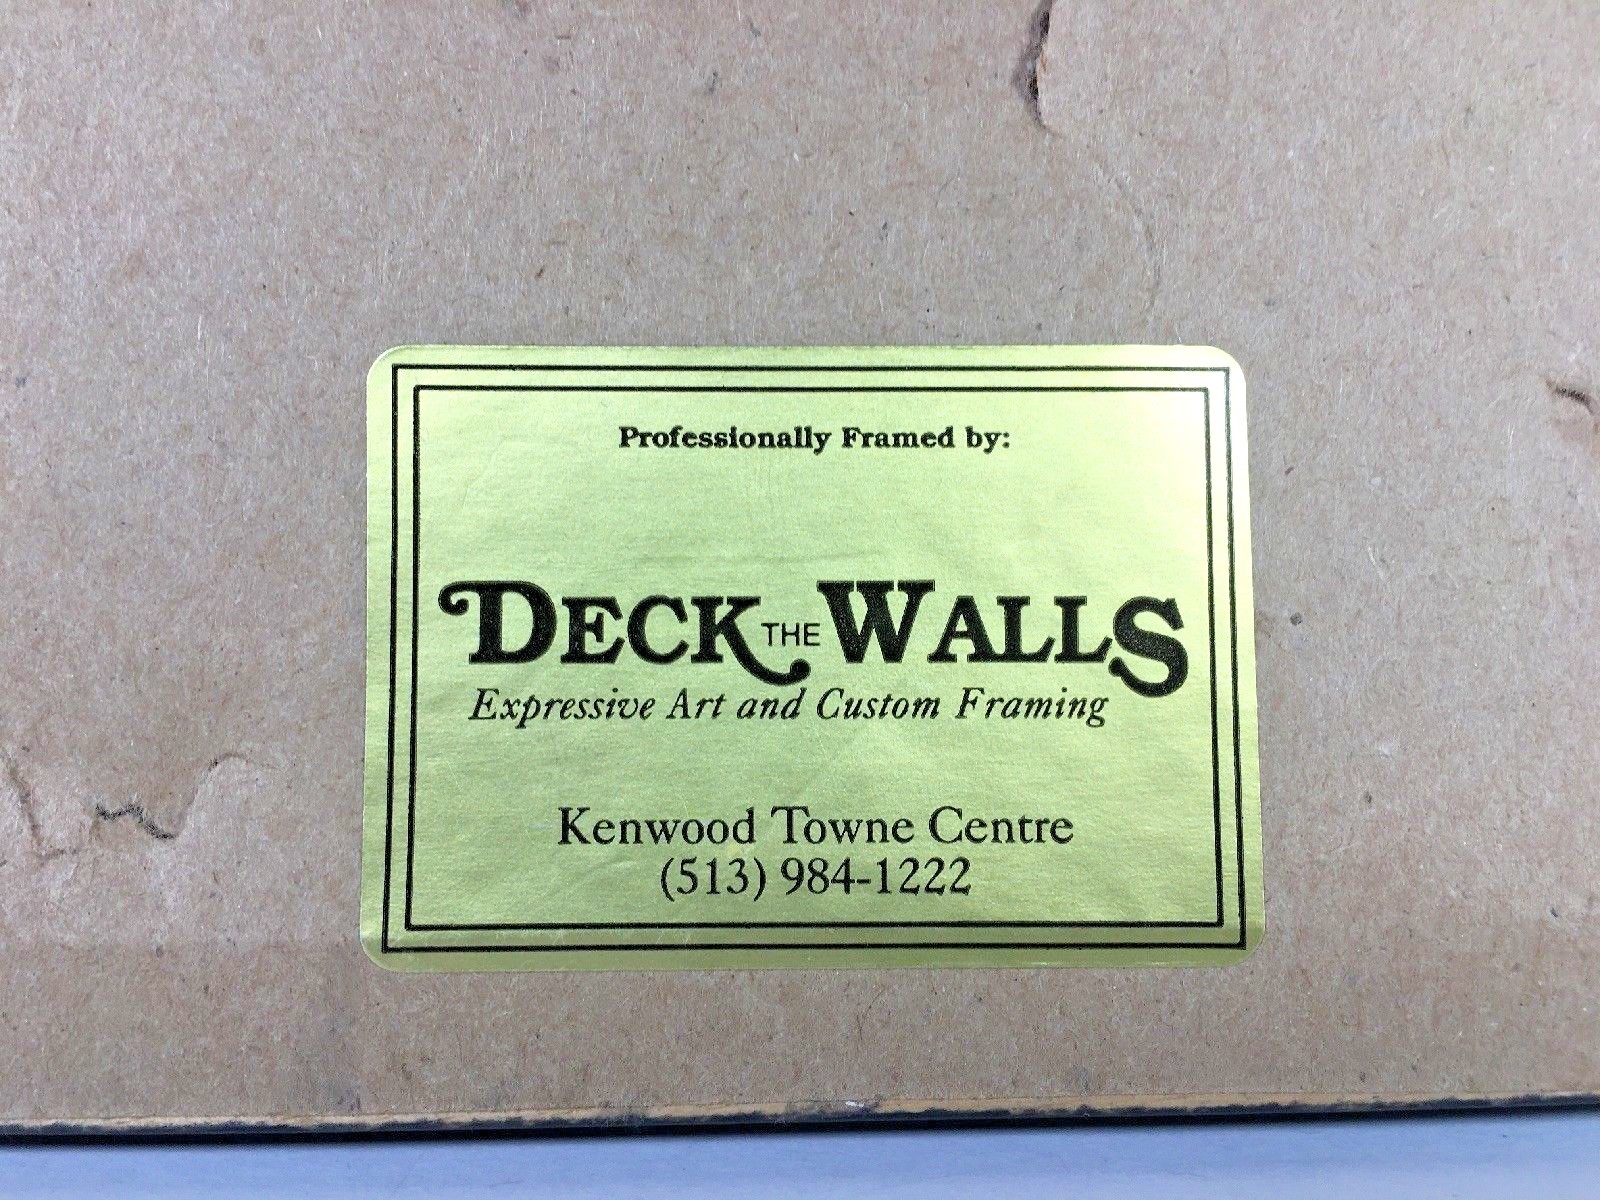 Professionally Framed by:
DECK THE WALLS
Expressive Art and Custom Framing
Kenwood Towne Centre
(513) 984-1222